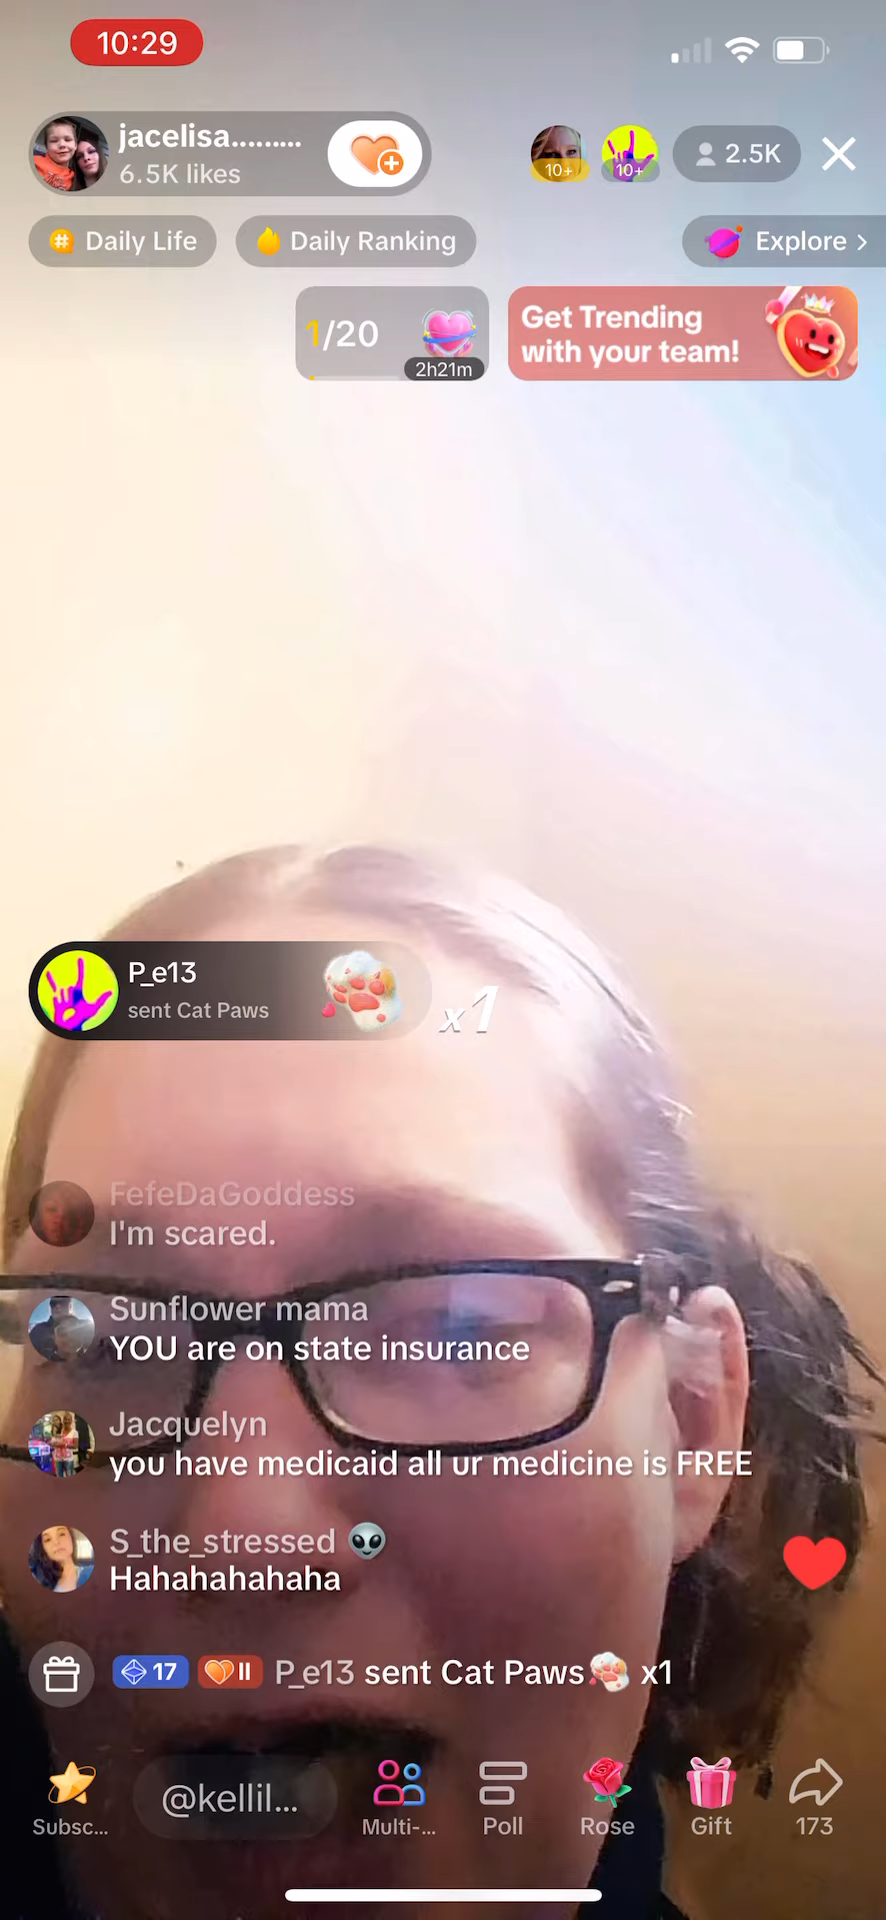 10:29
jacelisa.........
6.5K likes
10+
10+
2.5K
Daily Life
Daily Ranking
Explore >
1/20
2h21m
Get Trending
with your team!
P_e13
sent Cat Paws
x1
FefeDaGoddess
I'm scared.
Sunflower mama
YOU are on state insurance
Jacquelyn
you have medicaid all ur medicine is FREE
S_the_stressed 👽
Hahahahahaha
17 II P_e13 sent Cat Paws x1
@kellil...
Subsc...
Multi-...
Poll
Rose
Gift
173